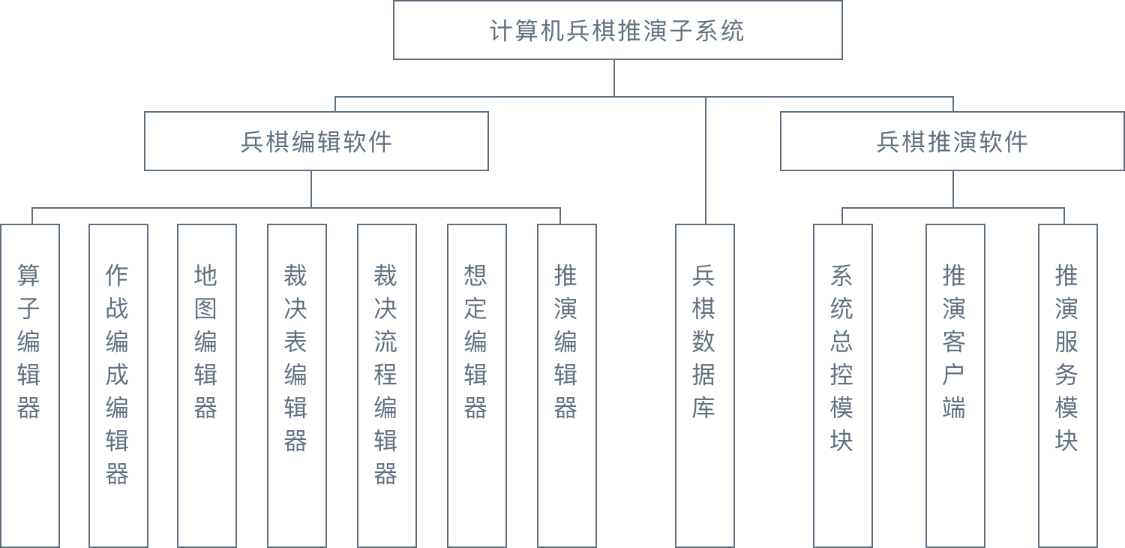 计算机兵棋推演子系统
兵棋编辑软件
兵棋推演软件
算子编辑器
作战编成编辑器
地图编辑器
裁决表编辑器
裁决流程编辑器
想定编辑器
推演编辑器
兵棋数据库
系统总控模块
推演客户端
推演服务模块